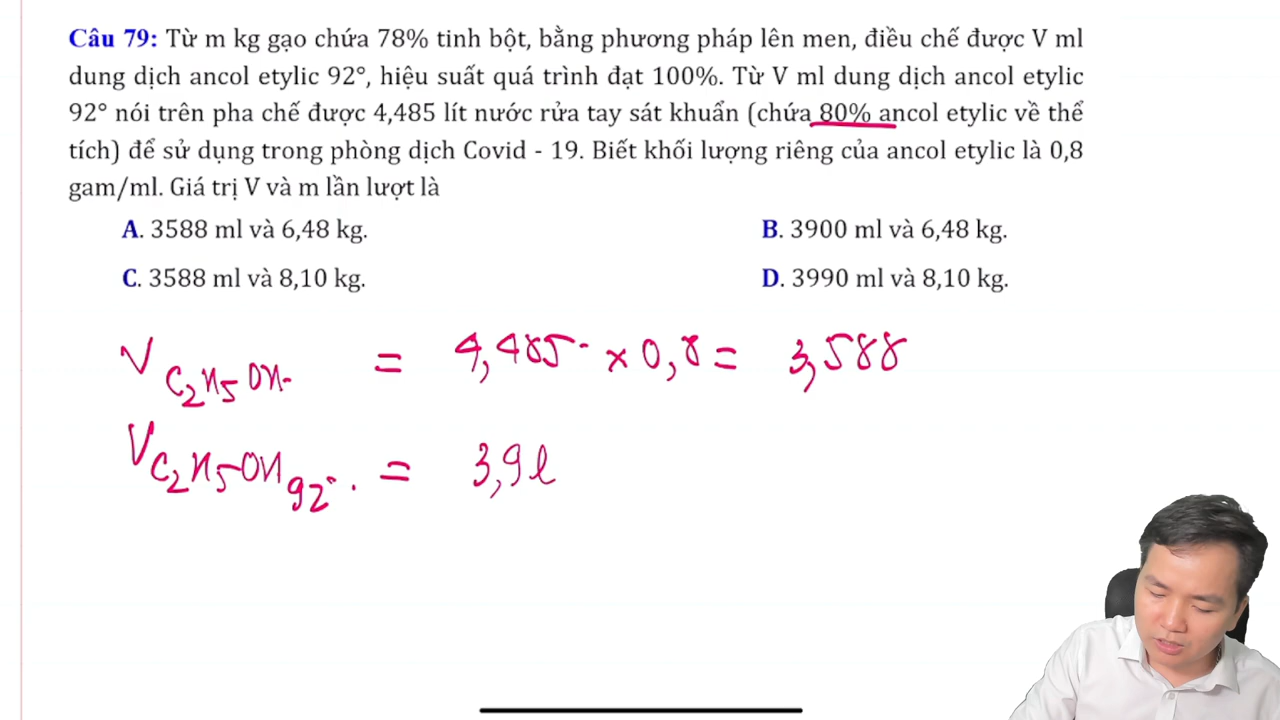 Câu 79: Từ m kg gạo chứa 78% tinh bột, bằng phương pháp lên men, điều chế được V ml
dung dịch ancol etylic 92°, hiệu suất quá trình đạt 100%. Từ V ml dung dịch ancol etylic
92° nói trên pha chế được 4,485 lít nước rửa tay sát khuẩn (chứa 80% ancol etylic về thể
tích) để sử dụng trong phòng dịch Covid - 19. Biết khối lượng riêng của ancol etylic là 0,8
gam/ml. Giá trị V và m lần lượt là
A. 3588 ml và 6,48 kg. B. 3900 ml và 6,48 kg.
C. 3588 ml và 8,10 kg. D. 3990 ml và 8,10 kg.
V C₂H₅OH = 4,485 × 0,8 = 3,588
V C₂H₅OH 92° = 3,9 l